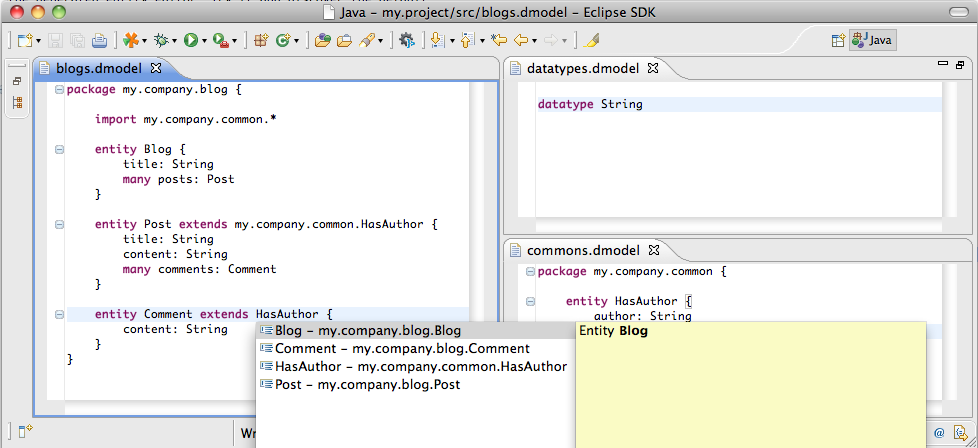 Java – my.project/src/blogs.dmodel – Eclipse SDK
Java
blogs.dmodel
package my.company.blog {
import my.company.common.*
entity Blog {
title: String
many posts: Post
}
entity Post extends my.company.common.HasAuthor {
title: String
content: String
many comments: Comment
}
entity Comment extends HasAuthor {
content: String
}
}
datatypes.dmodel
datatype String
commons.dmodel
package my.company.common {
entity HasAuthor {
author: String
Blog – my.company.blog.Blog
Comment – my.company.blog.Comment
HasAuthor – my.company.common.HasAuthor
Post – my.company.blog.Post
Entity Blog